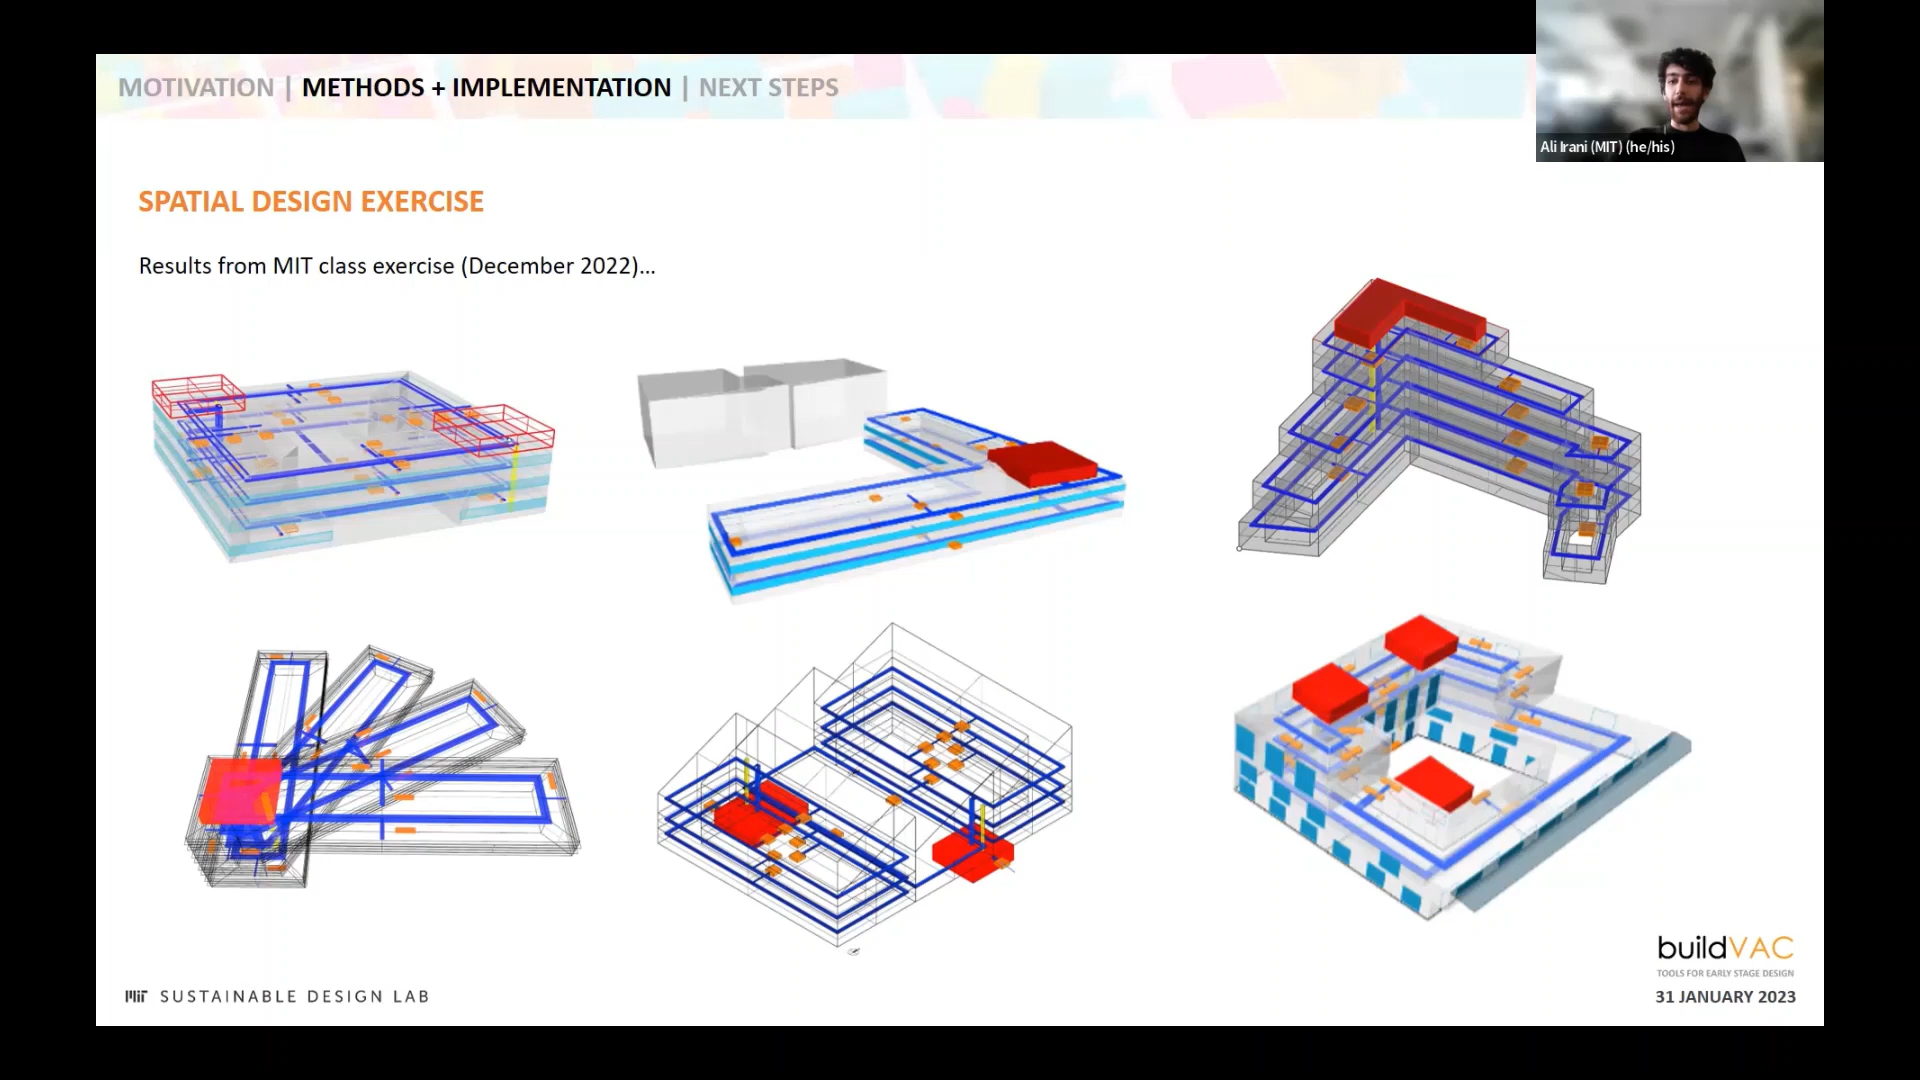 MOTIVATION | METHODS + IMPLEMENTATION | NEXT STEPS
Ali Irani (MIT) (he/his)
SPATIAL DESIGN EXERCISE
Results from MIT class exercise (December 2022)...
buildVAC
TOOLS FOR EARLY STAGE DESIGN
MIT SUSTAINABLE DESIGN LAB
31 JANUARY 2023